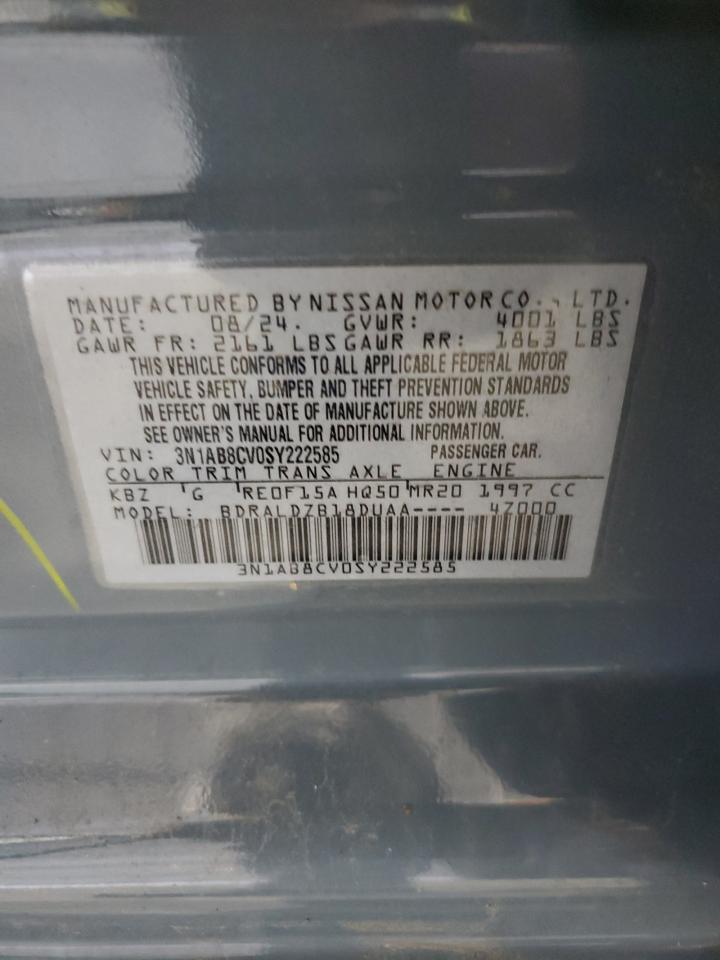 MANUFACTURED BY NISSAN MOTOR CO., LTD.
DATE: 08/24. GVWR: 4001 LBS
GAWR FR: 2161 LBS GAWR RR: 1863 LBS
THIS VEHICLE CONFORMS TO ALL APPLICABLE FEDERAL MOTOR
VEHICLE SAFETY, BUMPER AND THEFT PREVENTION STANDARDS
IN EFFECT ON THE DATE OF MANUFACTURE SHOWN ABOVE.
SEE OWNER'S MANUAL FOR ADDITIONAL INFORMATION.
VIN: 3N1AB8CV0SY222585 PASSENGER CAR.
COLOR TRIM TRANS AXLE ENGINE
KBZ G RE0F15A HQ50 MR20 1997 CC
MODEL: BDRALDZB18DUAA---- 4Z000
3N1AB8CV0SY222585